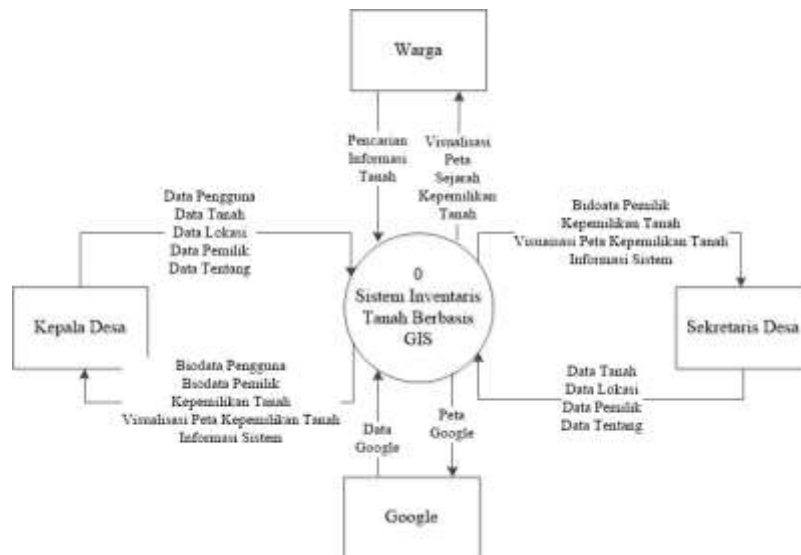 Warga
Pencarian
Informasi
Tanah
Visualisasi
Peta
Sejarah
Kepemilikan
Tanah
Data Pengguna
Data Tanah
Data Lokasi
Data Pemilik
Data Tentang
Bidoata Pemilik
Kepemilikan Tanah
Visualisasi Peta Kepemilikan Tanah
Informasi Sistem
0
Sistem Inventaris
Tanah Berbasis
GIS
Kepala Desa
Sekretaris Desa
Biodata Pengguna
Biodata Pemilik
Kepemilikan Tanah
Visualisasi Peta Kepemilikan Tanah
Informasi Sistem
Data
Google
Peta
Google
Data Tanah
Data Lokasi
Data Pemilik
Data Tentang
Google